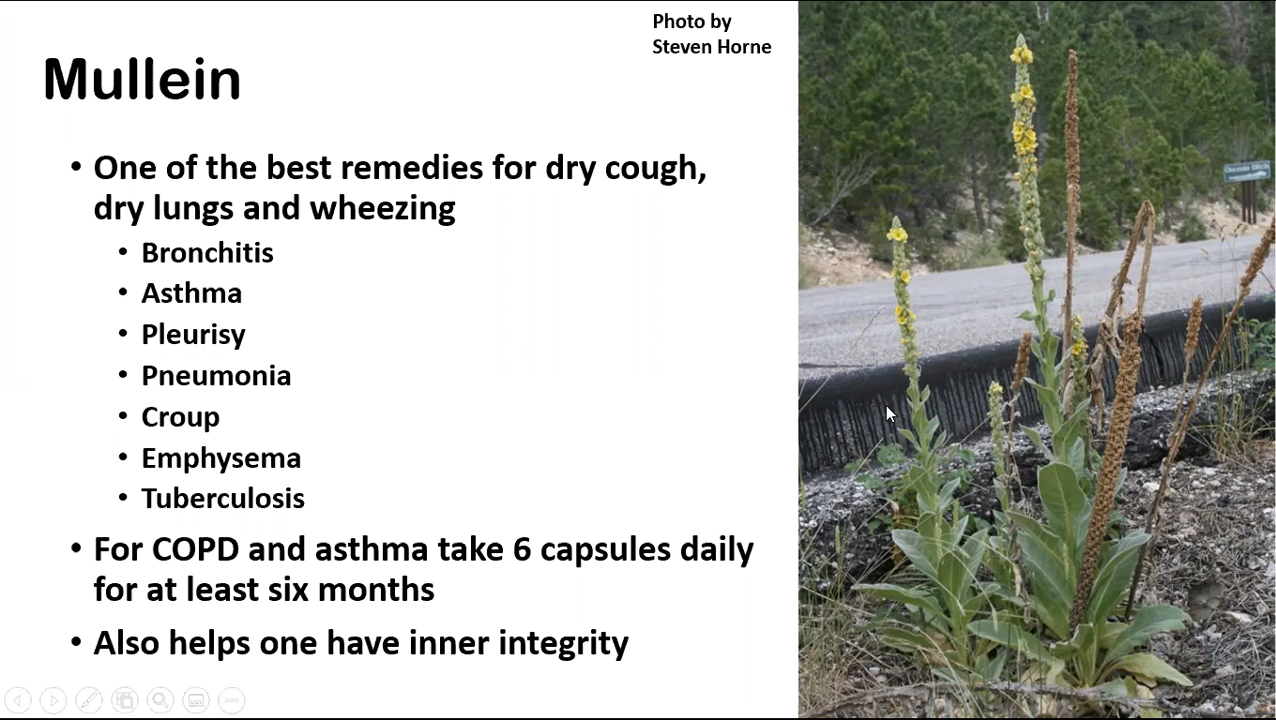 Photo by
Steven Horne
Mullein
• One of the best remedies for dry cough,
dry lungs and wheezing
• Bronchitis
• Asthma
• Pleurisy
• Pneumonia
• Croup
• Emphysema
• Tuberculosis
• For COPD and asthma take 6 capsules daily
for at least six months
• Also helps one have inner integrity